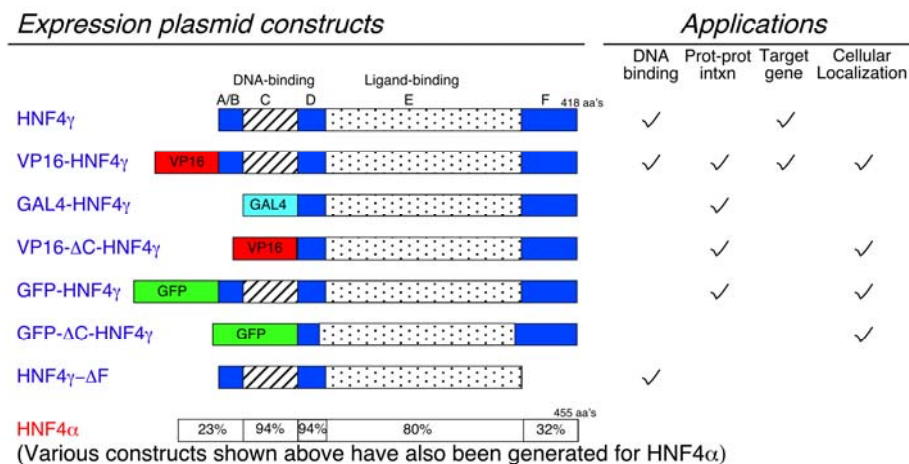 Expression plasmid constructs Applications
DNA binding Prot-prot intxn Target gene Cellular Localization
DNA-binding Ligand-binding
A/B C D E F 418 aa's
HNF4γ
VP16-HNF4γ VP16
GAL4-HNF4γ GAL4
VP16-ΔC-HNF4γ VP16
GFP-HNF4γ GFP
GFP-ΔC-HNF4γ GFP
HNF4γ–ΔF
455 aa's
HNF4α 23% 94% 94% 80% 32%
(Various constructs shown above have also been generated for HNF4α)